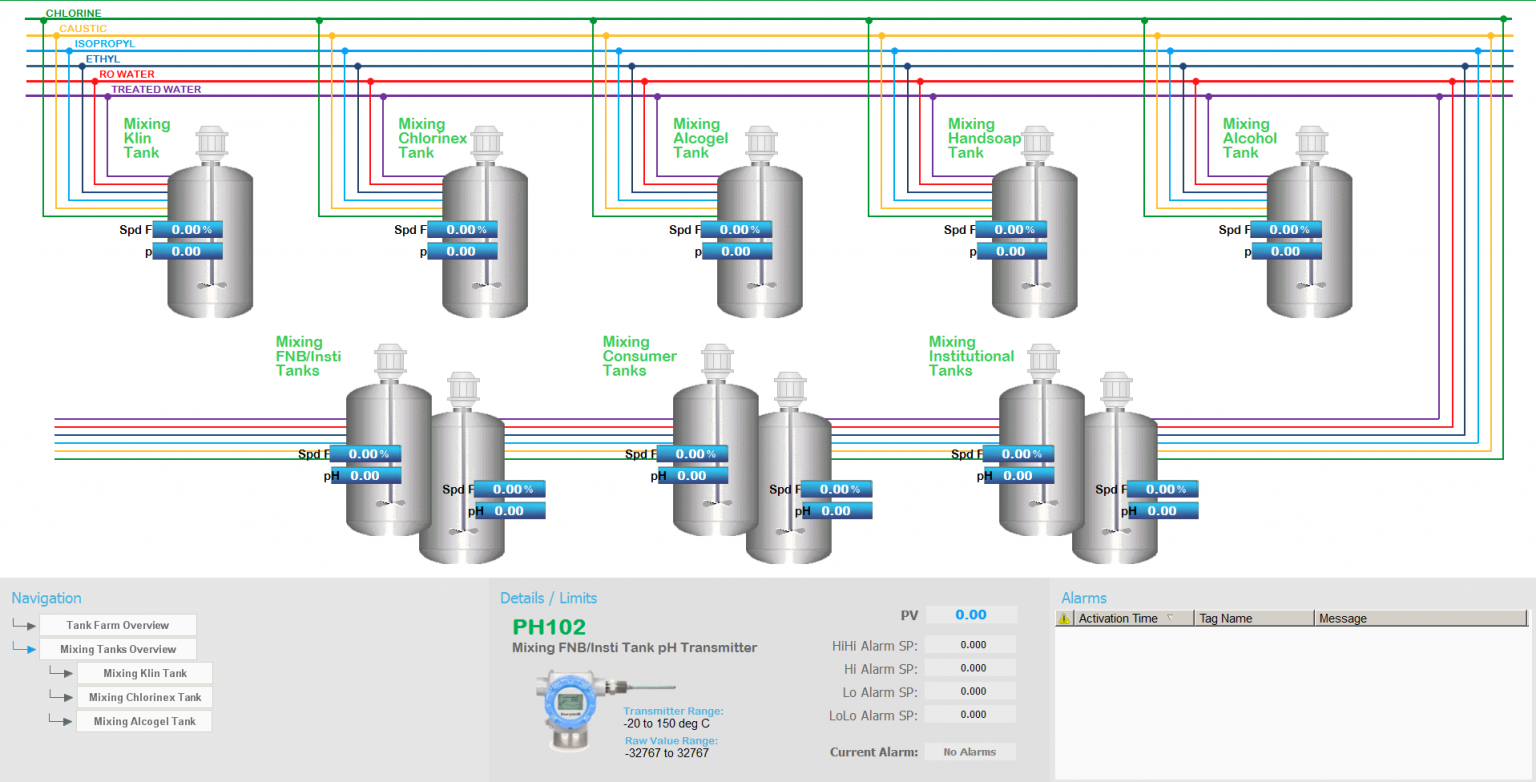 CHLORINE
CAUSTIC
ISOPROPYL
ETHYL
RO WATER
TREATED WATER
Mixing
Klin
Tank
Spd F 0.00 %
p 0.00
Mixing
Chlorinex
Tank
Spd F 0.00 %
p 0.00
Mixing
Alcogel
Tank
Spd F 0.00 %
p 0.00
Mixing
Handsoap
Tank
Spd F 0.00 %
p 0.00
Mixing
Alcohol
Tank
Spd F 0.00 %
p 0.00
Mixing
FNB/Insti
Tanks
Spd F 0.00 %
pH 0.00
Spd F 0.00 %
pH 0.00
Mixing
Consumer
Tanks
Spd F 0.00 %
pH 0.00
Spd F 0.00 %
pH 0.00
Mixing
Institutional
Tanks
Spd F 0.00 %
pH 0.00
Spd F 0.00 %
pH 0.00
Navigation
Tank Farm Overview
Mixing Tanks Overview
Mixing Klin Tank
Mixing Chlorinex Tank
Mixing Alcogel Tank
Details / Limits
PH102
Mixing FNB/Insti Tank pH Transmitter
Transmitter Range:
-20 to 150 deg C
Raw Value Range:
-32767 to 32767
PV 0.00
HiHi Alarm SP: 0.000
Hi Alarm SP: 0.000
Lo Alarm SP: 0.000
LoLo Alarm SP: 0.000
Current Alarm: No Alarms
Alarms
Activation Time Tag Name Message